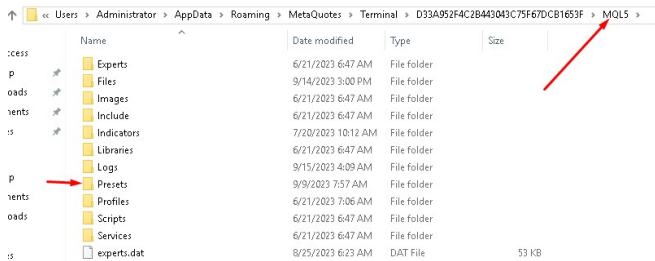 « Users > Administrator > AppData > Roaming > MetaQuotes > Terminal > D33A952F4C2B443043C75F67DCB1653F > MQL5 >
Name Date modified Type Size
Experts 6/21/2023 6:47 AM File folder
Files 9/14/2023 3:00 PM File folder
Images 6/21/2023 6:47 AM File folder
Include 6/21/2023 6:47 AM File folder
Indicators 7/20/2023 10:12 AM File folder
Libraries 6/21/2023 6:47 AM File folder
Logs 9/15/2023 4:09 AM File folder
Presets 9/9/2023 7:57 AM File folder
Profiles 6/21/2023 7:06 AM File folder
Scripts 6/21/2023 6:47 AM File folder
Services 6/21/2023 6:47 AM File folder
experts.dat 8/25/2023 6:23 AM DAT File 53 KB